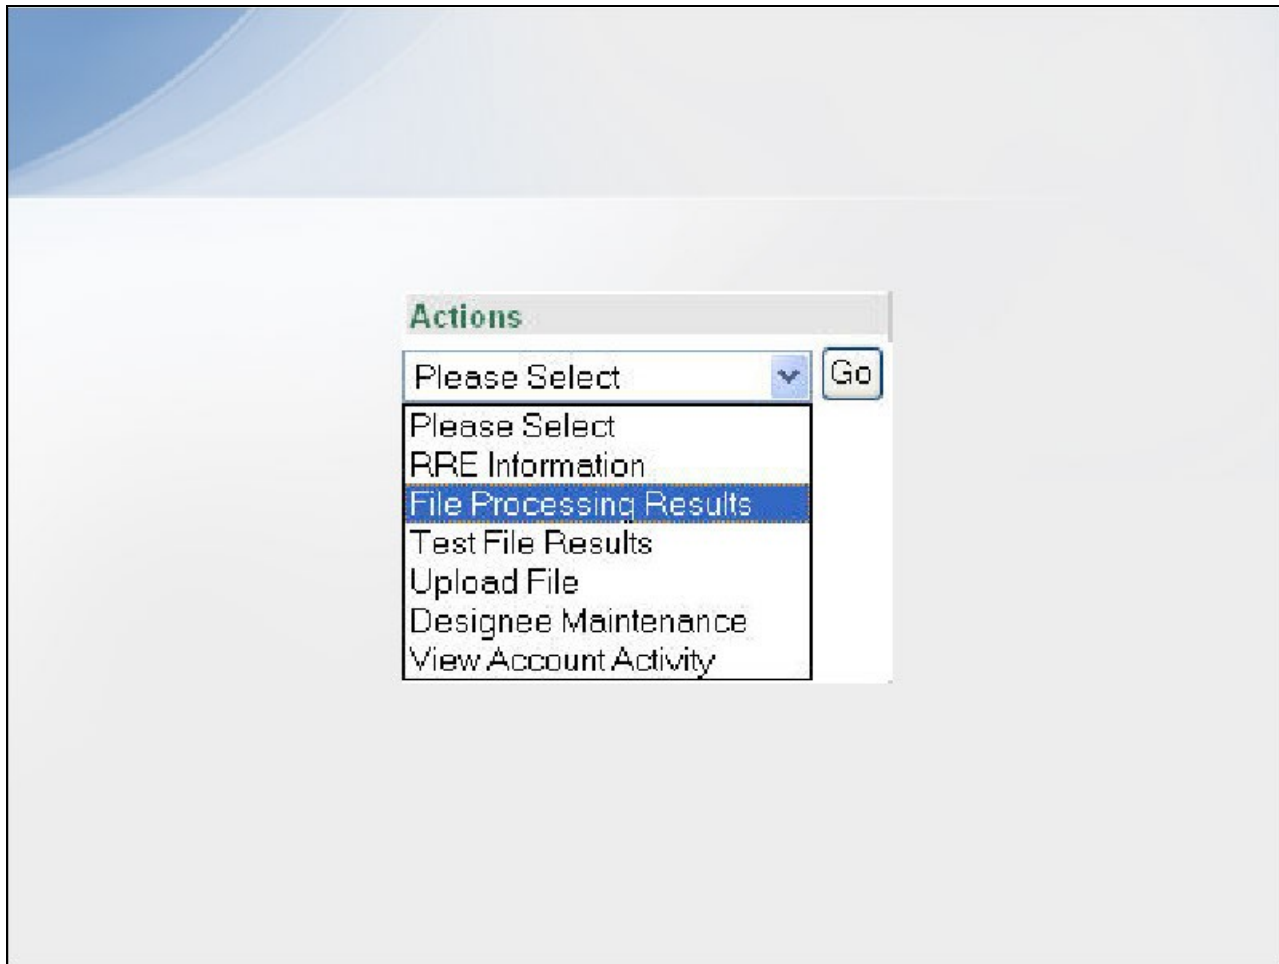 Actions
Please Select Go
Please Select
RRE Information
File Processing Results
Test File Results
Upload File
Designee Maintenance
View Account Activity